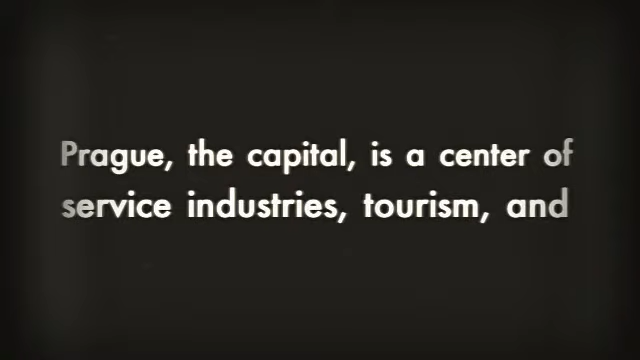 Prague, the capital, is a center of
service industries, tourism, and